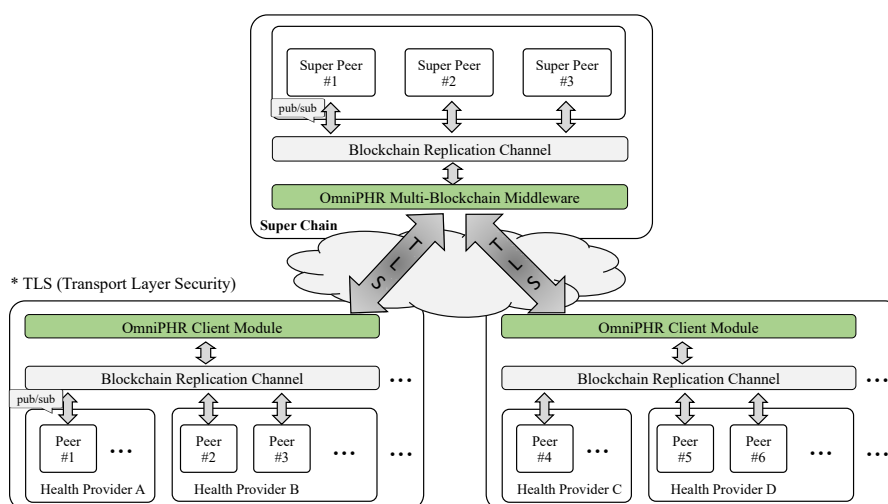 Super Peer
#1
Super Peer
#2
Super Peer
#3
pub/sub
Blockchain Replication Channel
OmniPHR Multi-Blockchain Middleware
Super Chain
TLS
TLS
* TLS (Transport Layer Security)
OmniPHR Client Module
Blockchain Replication Channel
...
pub/sub
Peer
#1
...
Health Provider A
Peer
#2
Peer
#3
...
Health Provider B
...
OmniPHR Client Module
Blockchain Replication Channel
...
Peer
#4
...
Health Provider C
Peer
#5
Peer
#6
...
Health Provider D
...